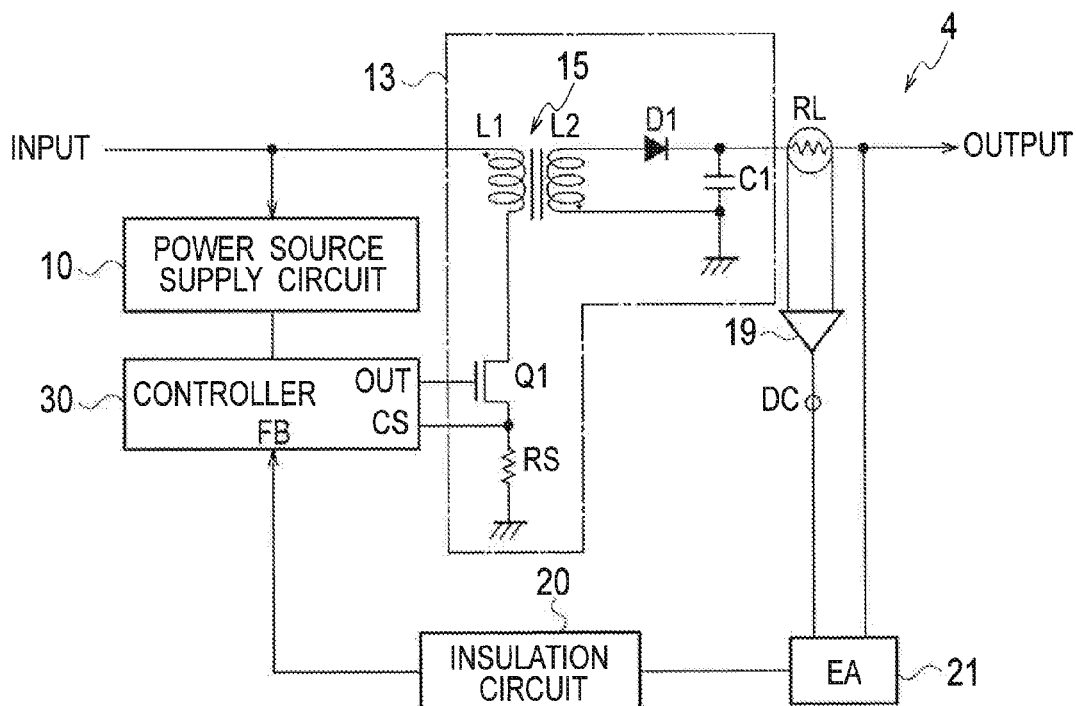 4
13
15
L1
L2
D1
RL
INPUT
OUTPUT
C1
POWER SOURCE
SUPPLY CIRCUIT
10
19
OUT
Q1
CONTROLLER
30
CS
DC
FB
RS
20
INSULATION
CIRCUIT
EA
21